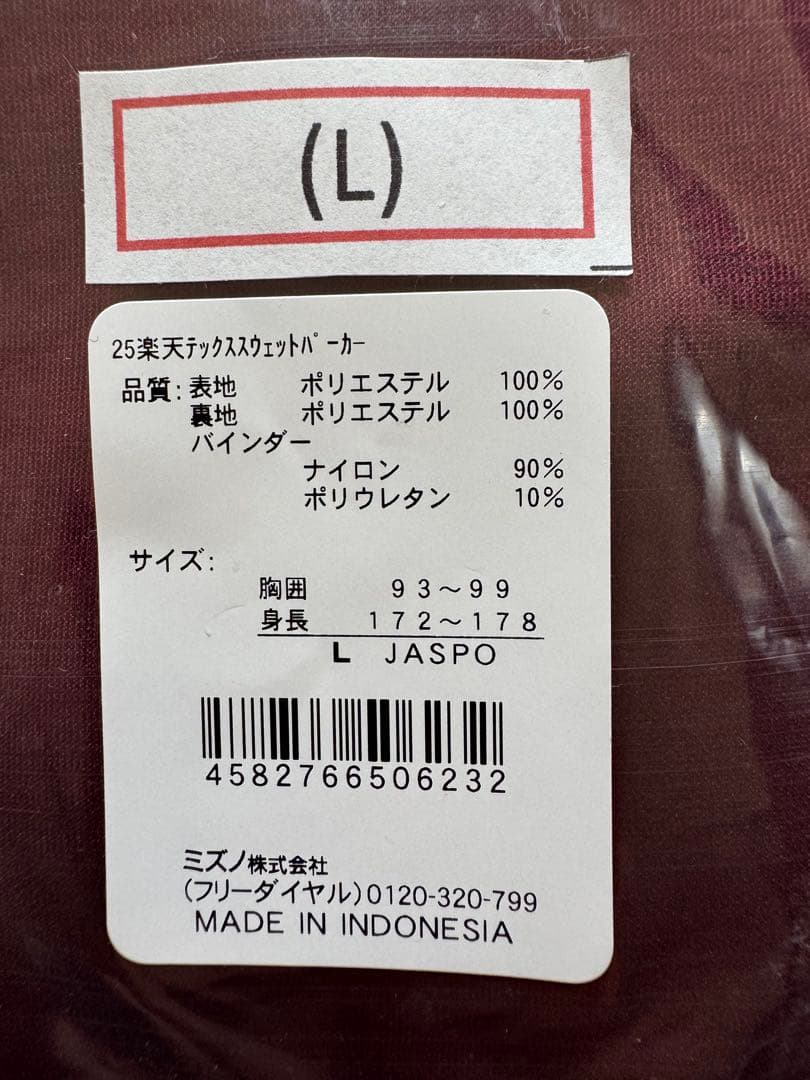 (L)
25楽天ﾃｯｸｽｽｳｪｯﾄﾊﾟｰｶｰ
品質: 表地 ポリエステル 100%
裏地 ポリエステル 100%
バインダー
ナイロン 90%
ポリウレタン 10%
サイズ:
胸囲 93～99
身長 172～178
L JASPO
4582766506232
ミズノ株式会社
(フリーダイヤル)0120-320-799
MADE IN INDONESIA